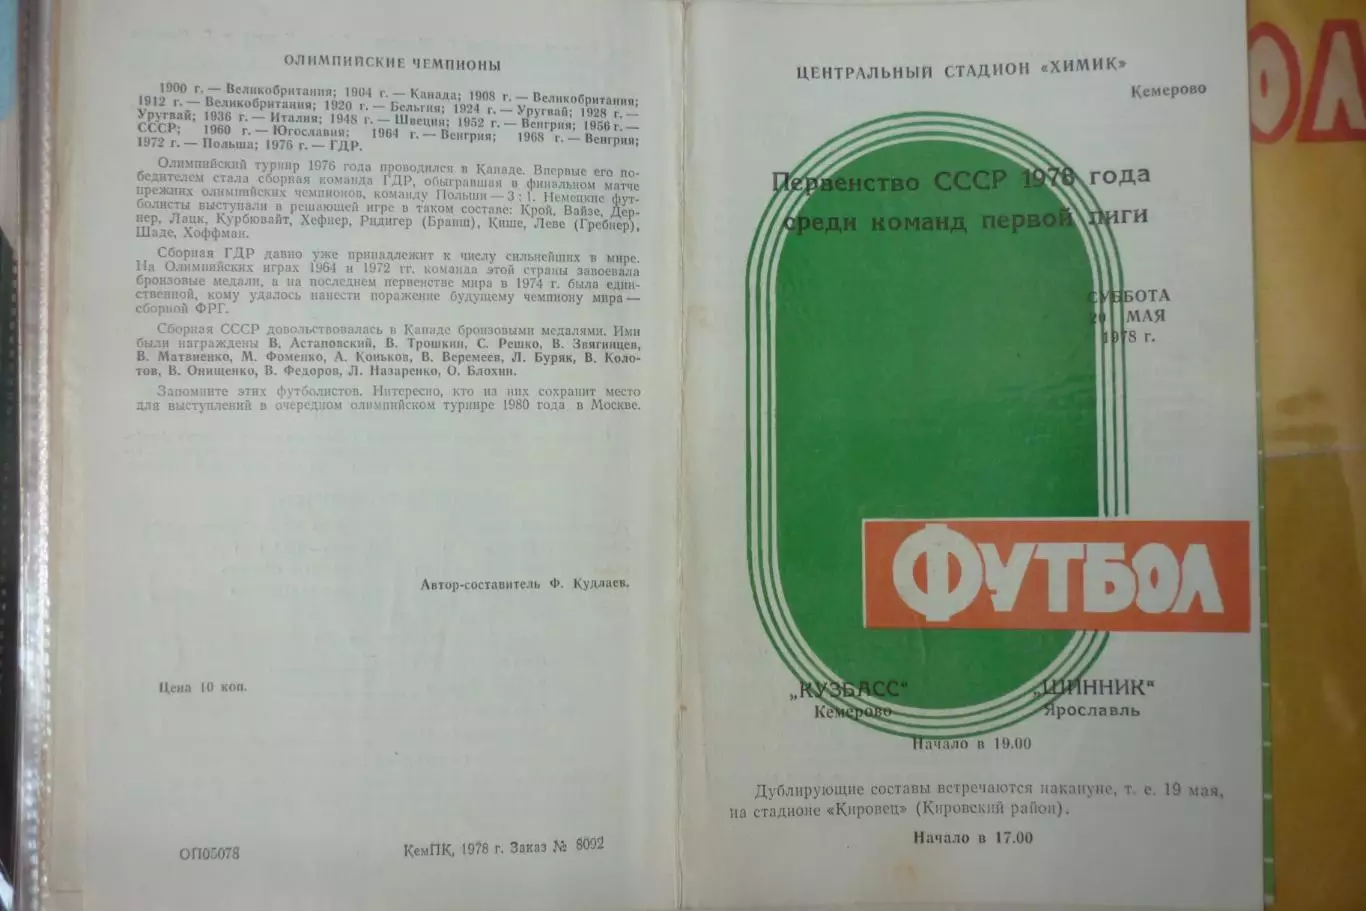 ОЛИМПИЙСКИЕ ЧЕМПИОНЫ
1900 г. — Великобритания; 1904 г. — Канада; 1908 г. — Великобритания;
1912 г. — Великобритания; 1920 г. — Бельгия; 1924 г. — Уругвай; 1928 г. —
Уругвай; 1936 г. — Италия; 1948 г. — Швеция; 1952 г. — Венгрия; 1956 г. —
СССР; 1960 г. — Югославия; 1964 г. — Венгрия; 1968 г. — Венгрия;
1972 г. — Польша; 1976 г. — ГДР.
Олимпийский турнир 1976 года проводился в Канаде. Впервые его по-
бедителем стала сборная команда ГДР, обыгравшая в финальном матче
прежних олимпийских чемпионов, команду Польши — 3 : 1. Немецкие фут-
болисты выступали в решающей игре в таком составе: Крой, Вайзе, Дер-
нер, Лацк, Курбювайт, Хефнер, Ридигер (Бранш), Кише, Леве (Гребнер),
Шаде, Хоффман.
Сборная ГДР давно уже принадлежит к числу сильнейших в мире.
На Олимпийских играх 1964 и 1972 гг. команда этой страны завоевала
бронзовые медали, а на последнем первенстве мира в 1974 г. была един-
ственной, кому удалось нанести поражение будущему чемпиону мира —
сборной ФРГ.
Сборная СССР довольствовалась в Канаде бронзовыми медалями. Ими
были награждены В. Астаповский, В. Трошкин, С. Решко, В. Звягинцев,
В. Матвиенко, М. Фоменко, А. Коньков, В. Веремеев, Л. Буряк, В. Коло-
тов, В. Онищенко, В. Федоров, Л. Назаренко, О. Блохин.
Запомните этих футболистов. Интересно, кто из них сохранит место
для выступлений в очередном олимпийском турнире 1980 года в Москве.
Автор-составитель Ф. Кудлаев.
Цена 10 коп.
ОП05078
КемПК, 1978 г. Заказ № 8092
ЦЕНТРАЛЬНЫЙ СТАДИОН «ХИМИК»
Кемерово
Первенство СССР 1978 года
среди команд первой лиги
СУББОТА
20 МАЯ
1978 г.
ФУТБОЛ
„КУЗБАСС"
Кемерово
„ШИННИК"
Ярославль
Начало в 19.00
Дублирующие составы встречаются накануне, т. е. 19 мая,
на стадионе «Кировец» (Кировский район).
Начало в 17.00
ОЛ